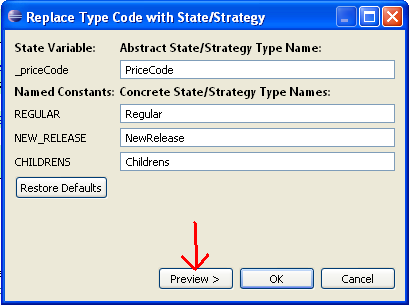 Replace Type Code with State/Strategy
State Variable: Abstract State/Strategy Type Name:
_priceCode PriceCode
Named Constants: Concrete State/Strategy Type Names:
REGULAR Regular
NEW_RELEASE NewRelease
CHILDRENS Childrens
Restore Defaults
Preview > OK Cancel